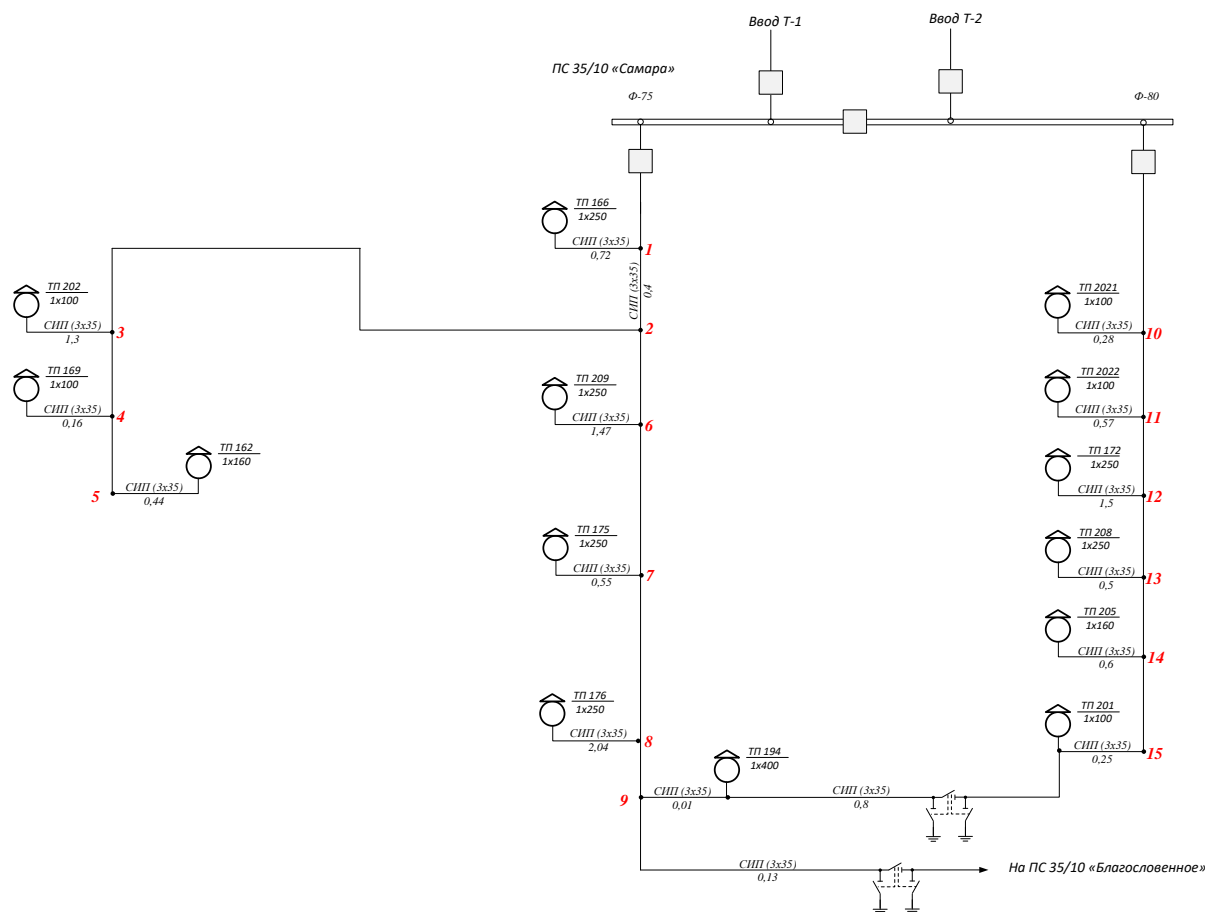 Ввод Т-1
Ввод Т-2
ПС 35/10 «Самара»
Ф-75
Ф-80
ТП 166
1х250
СИП (3х35)
0,72
1
СИП (3х35)
0,4
2
ТП 202
1х100
СИП (3х35)
1,3
3
ТП 169
1х100
СИП (3х35)
0,16
4
ТП 162
1х160
СИП (3х35)
0,44
5
ТП 209
1х250
СИП (3х35)
1,47
6
ТП 175
1х250
СИП (3х35)
0,55
7
ТП 176
1х250
СИП (3х35)
2,04
8
9
СИП (3х35)
0,01
ТП 194
1х400
СИП (3х35)
0,8
ТП 2021
1х100
СИП (3х35)
0,28
10
ТП 2022
1х100
СИП (3х35)
0,57
11
ТП 172
1х250
СИП (3х35)
1,5
12
ТП 208
1х250
СИП (3х35)
0,5
13
ТП 205
1х160
СИП (3х35)
0,6
14
ТП 201
1х100
СИП (3х35)
0,25
15
СИП (3х35)
0,13
На ПС 35/10 «Благословенное»